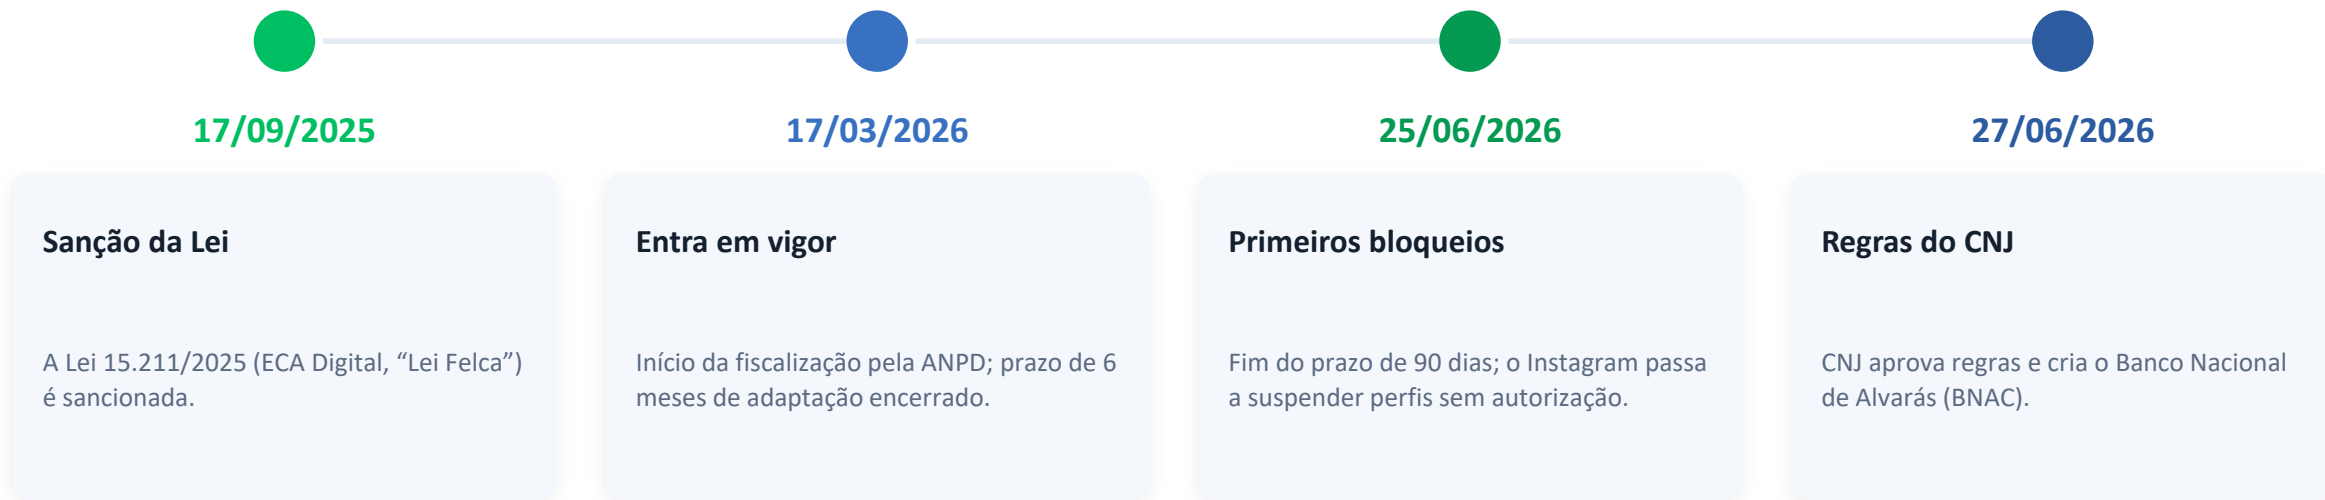 17/09/2025
17/03/2026
25/06/2026
27/06/2026
Sanção da Lei
A Lei 15.211/2025 (ECA Digital, “Lei Felca”)
é sancionada.
Entra em vigor
Início da fiscalização pela ANPD; prazo de 6
meses de adaptação encerrado.
Primeiros bloqueios
Fim do prazo de 90 dias; o Instagram passa
a suspender perfis sem autorização.
Regras do CNJ
CNJ aprova regras e cria o Banco Nacional
de Alvarás (BNAC).